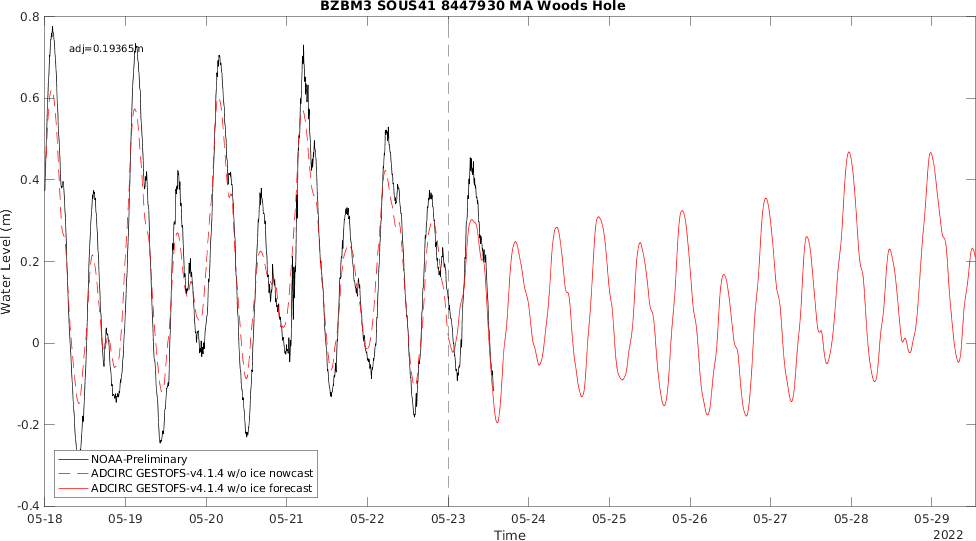 BZBM3 SOUS41 8447930 MA Woods Hole
adj=0.19365m
Water Level (m)
0.8
0.6
0.4
0.2
0
-0.2
-0.4
NOAA-Preliminary
ADCIRC GESTOFS-v4.1.4 w/o ice nowcast
ADCIRC GESTOFS-v4.1.4 w/o ice forecast
05-18 05-19 05-20 05-21 05-22 05-23 05-24 05-25 05-26 05-27 05-28 05-29
Time
2022